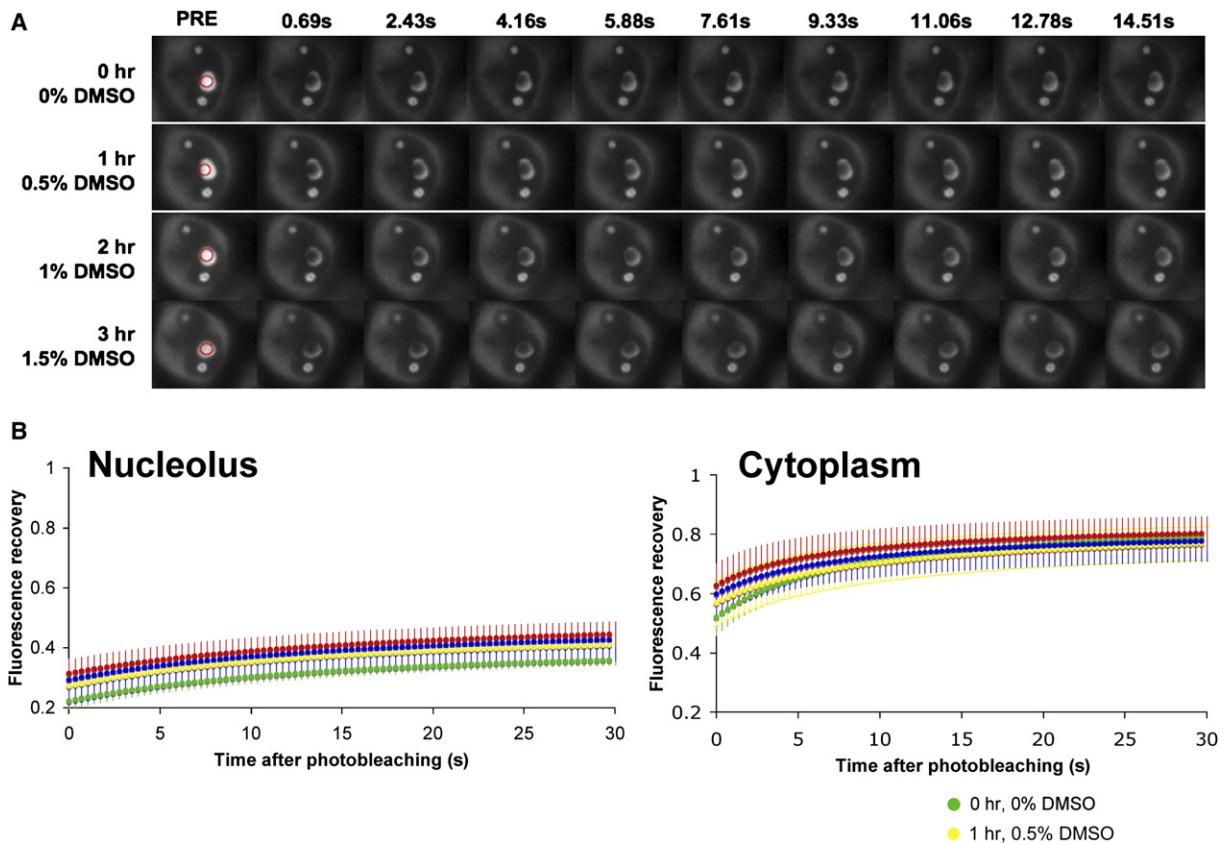 A
PRE 0.69s 2.43s 4.16s 5.88s 7.61s 9.33s 11.06s 12.78s 14.51s
0 hr
0% DMSO
1 hr
0.5% DMSO
2 hr
1% DMSO
3 hr
1.5% DMSO
B
Nucleolus
Fluorescence recovery
1
0.8
0.6
0.4
0.2
0 5 10 15 20 25 30
Time after photobleaching (s)
Cytoplasm
Fluorescence recovery
1
0.8
0.6
0.4
0.2
0 5 10 15 20 25 30
Time after photobleaching (s)
0 hr, 0% DMSO
1 hr, 0.5% DMSO